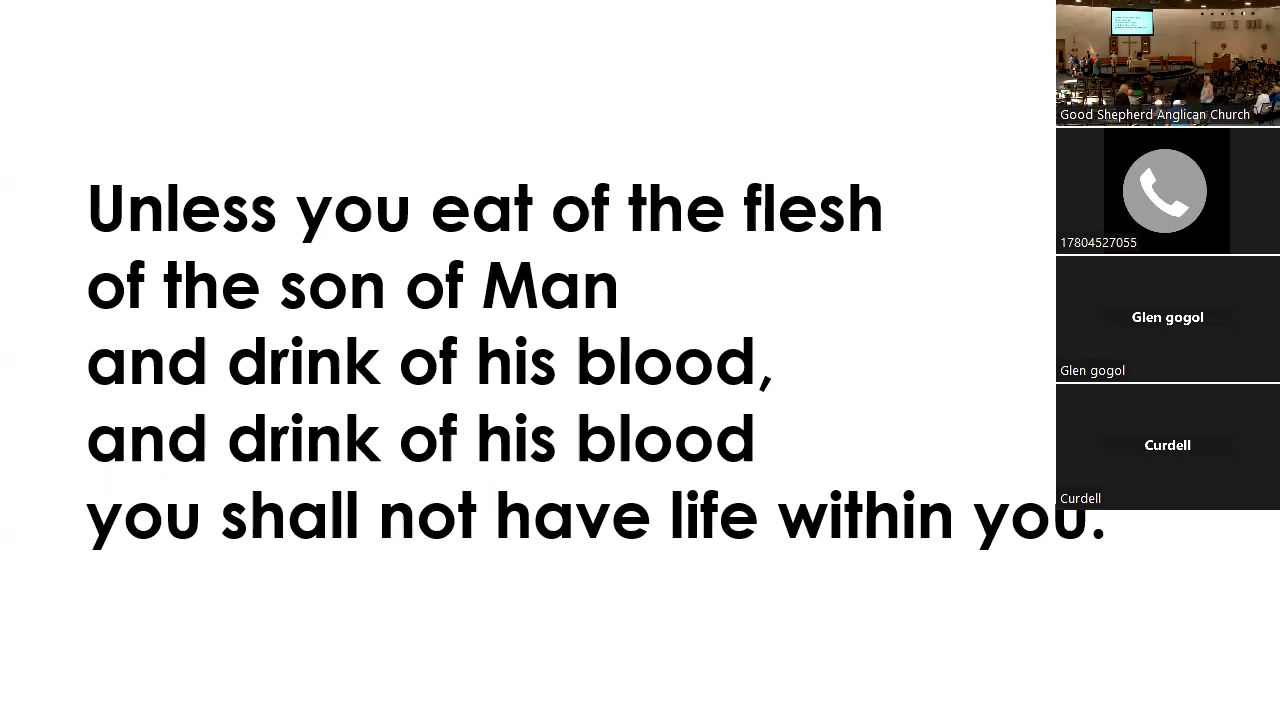 Unless you eat of the flesh
of the son of Man
and drink of his blood,
and drink of his blood
you shall not have life within you.
Good Shepherd Anglican Church
17804527055
Glen gogol
Glen gogol
Curdell
Curdell